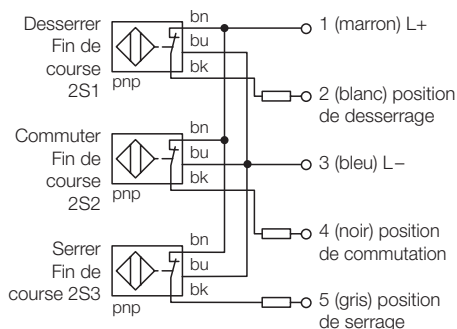 Desserrer
Fin de
course
2S1
pnp
bn
bu
bk
1 (marron) L+
2 (blanc) position
de desserrage
Commuter
Fin de
course
2S2
pnp
bn
bu
bk
3 (bleu) L−
4 (noir) position
de commutation
Serrer
Fin de
course 2S3
pnp
bn
bu
bk
5 (gris) position
de serrage